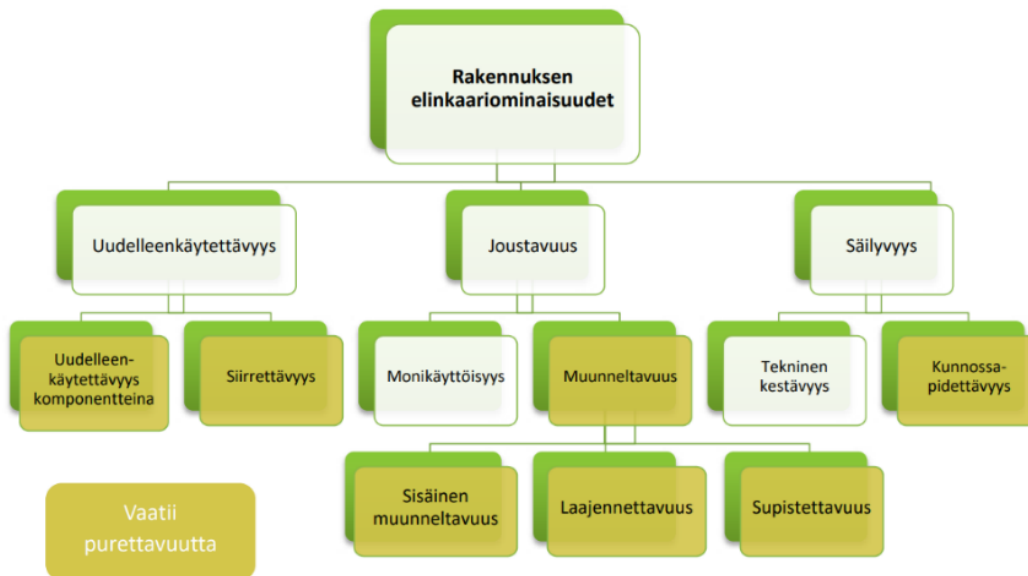 Rakennuksen
elinkaariominaisuudet
Uudelleenkäytettävyys
Joustavuus
Säilyvyys
Uudelleen-
käytettävyys
komponentteina
Siirrettävyys
Monikäyttöisyys
Muunneltavuus
Tekninen
kestävyys
Kunnossa-
pidettävyys
Sisäinen
muunneltavuus
Laajennettavuus
Supistettavuus
Vaatii
purettavuutta